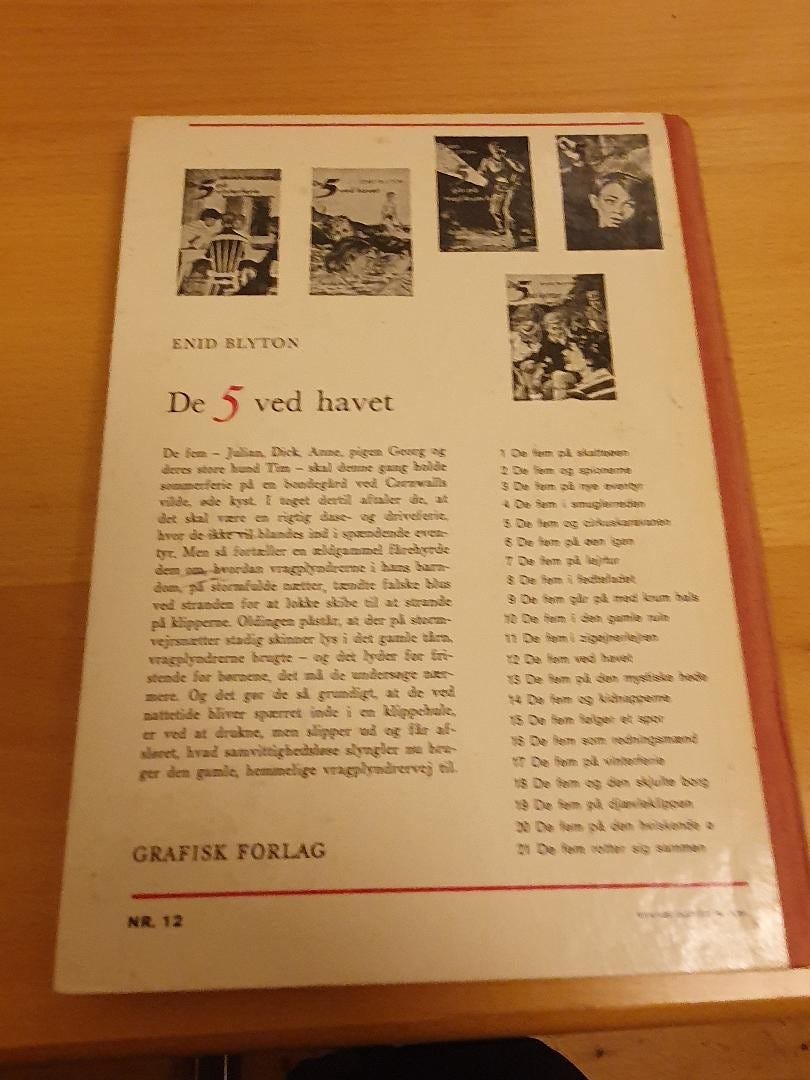 5
5 ved havet
5
ENID BLYTON
De 5 ved havet
De fem – Julian, Dick, Anne, pigen Georg og
deres store hund Tim – skal denne gang holde
sommerferie på en bondegård ved Cornwalls
vilde, øde kyst. I toget dertil aftaler de, at
det skal være en rigtig dase- og driveferie,
hvor de ikke vil blandes ind i spændende even-
tyr. Men så fortæller en ældgammel fårehyrde
dem om, hvordan vragplyndrerne i hans barn-
dom, på stormfulde nætter, tændte falske blus
ved stranden for at lokke skibe til at strande
på klipperne. Oldingen påstår, at der på storm-
vejrsnætter stadig skinner lys i det gamle tårn,
vragplyndrerne brugte – og det lyder for fri-
stende for børnene, det må de undersøge nær-
mere. Og det gør de så grundigt, at de ved
nattetide bliver spærret inde i en klippehule,
er ved at drukne, men slipper ud og får af-
sløret, hvad samvittighedsløse slyngler nu bru-
ger den gamle, hemmelige vragplyndrervej til.
GRAFISK FORLAG
NR. 12
1 De fem på skattøen
2 De fem og spionerne
3 De fem på nye eventyr
4 De fem i smuglerreden
5 De fem og cirkuskaravanen
6 De fem på øen igen
7 De fem på lejrtur
8 De fem i fedtefadet
9 De fem går på med krum hals
10 De fem i den gamle ruin
11 De fem i zigøjnerlejren
12 De fem ved havet
13 De fem på den mystiske hede
14 De fem og kidnapperne
15 De fem følger et spor
16 De fem som redningsmænd
17 De fem på vinterferie
18 De fem og den skjulte borg
19 De fem på djævleklippen
20 De fem på den hviskende ø
21 De fem rotter sig sammen